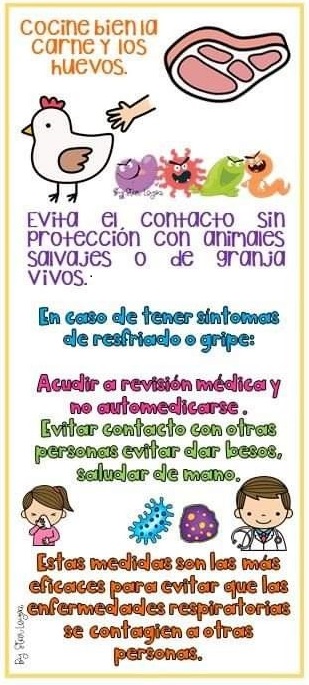 Cocine bien la
carne y los
huevos.
By Stan Loyans
Evita el contacto sin
protección con animales
salvajes o de granja
vivos.
En caso de tener síntomas
de resfriado o gripe:
Acudir a revisión médica y
no automedicarse.
Evitar contacto con otras
personas evitar dar besos,
saludar de mano.
Estas medidas son las más
eficaces para evitar que las
enfermedades respiratorias
se contagien a otras
personas.